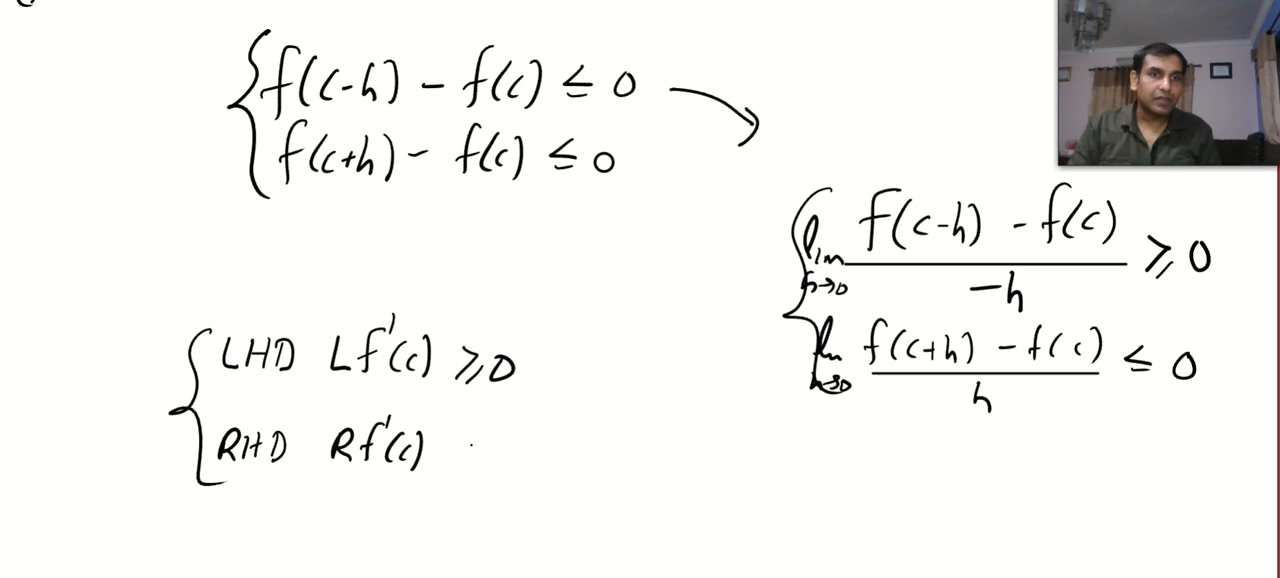 f(c-h) - f(c) ≤ 0
f(c+h) - f(c) ≤ 0
lim h→0 f(c-h) - f(c) / -h ≥ 0
lim h→0 f(c+h) - f(c) / h ≤ 0
LHD Lf'(c) ≥ 0
RHD Rf'(c)